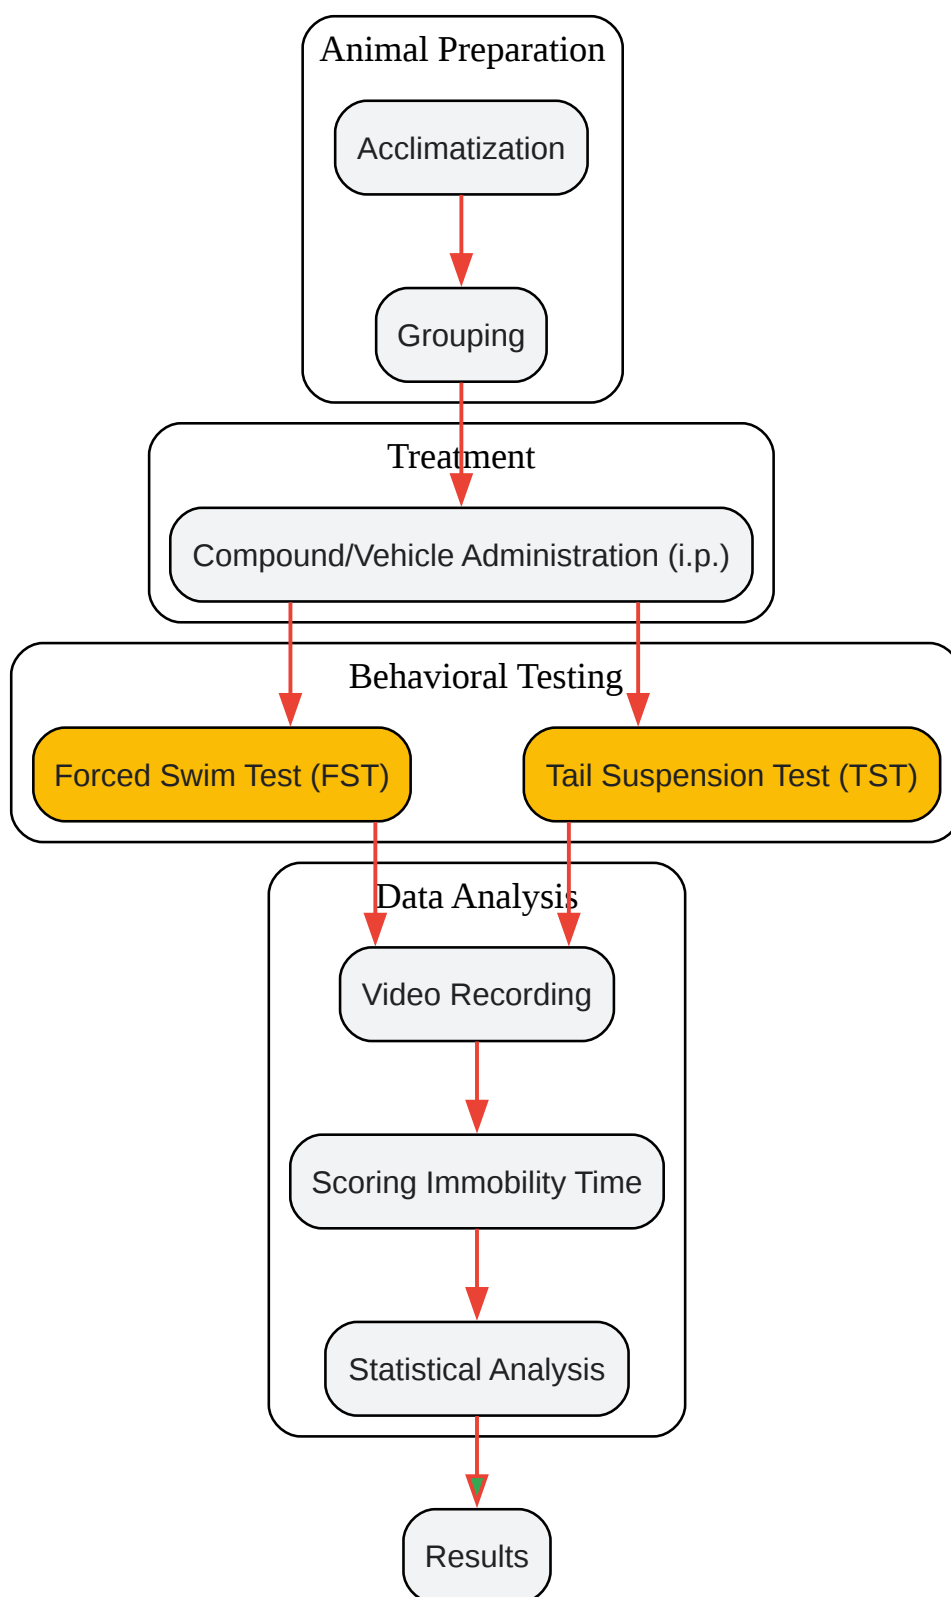 Animal Preparation
Acclimatization
Grouping
Treatment
Compound/Vehicle Administration (i.p.)
Behavioral Testing
Forced Swim Test (FST)
Tail Suspension Test (TST)
Data Analysis
Video Recording
Scoring Immobility Time
Statistical Analysis
Results